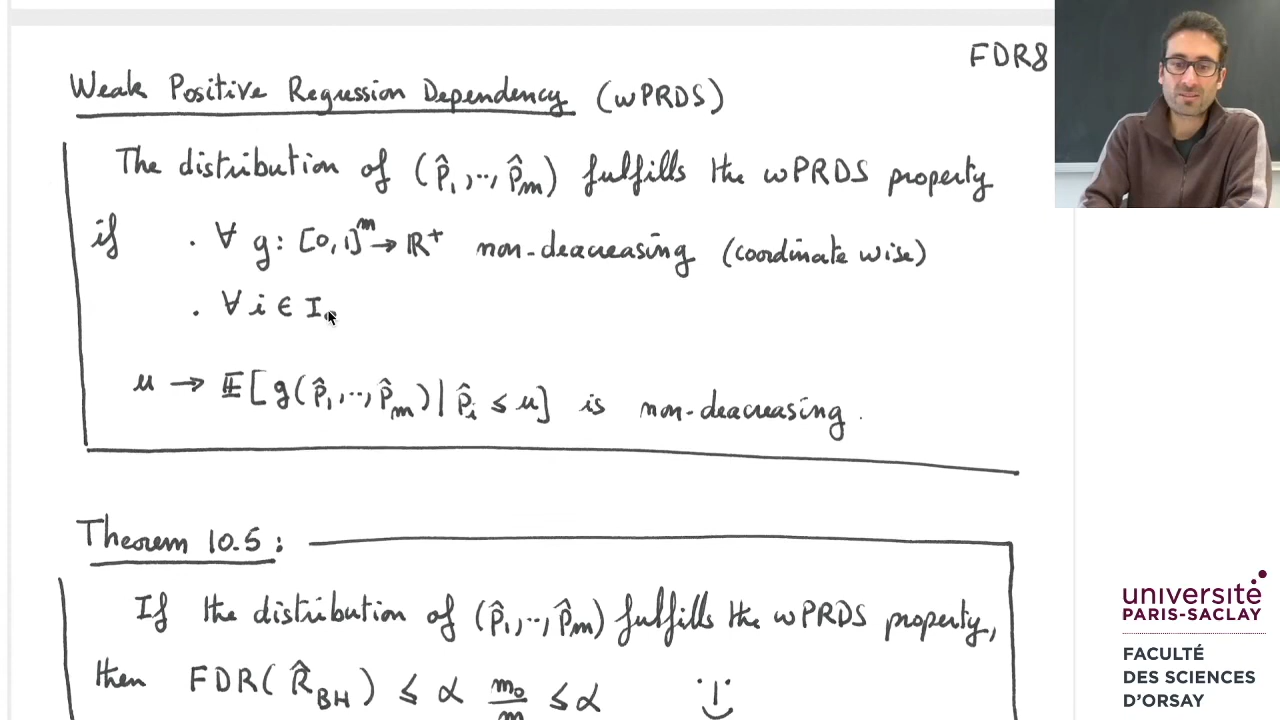 FDR8
Weak Positive Regression Dependency (wPRDS)
The distribution of (p̂₁,..,p̂ₘ) fulfills the wPRDS property
if . ∀ g: [0,1]ᵐ → ℝ⁺ non-deacreasing (coordinate wise)
. ∀ i ∈ I₀
u → 𝔼[g(p̂₁,..,p̂ₘ) | p̂ᵢ ≤ u] is non-deacreasing.
Theorem 10.5 :
If the distribution of (p̂₁,..,p̂ₘ) fulfills the wPRDS property,
then FDR(R̂_BH) ≤ α m₀/m ≤ α
université
PARIS-SACLAY
FACULTÉ
DES SCIENCES
D'ORSAY